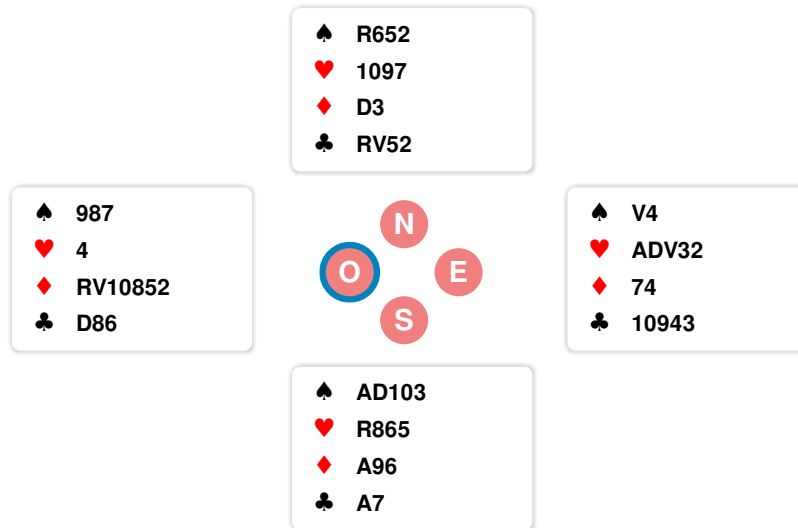 ♠ R652
♥ 1097
♦ D3
♣ RV52
♠ 987
♥ 4
♦ RV10852
♣ D86
N
O
E
S
♠ V4
♥ ADV32
♦ 74
♣ 10943
♠ AD103
♥ R865
♦ A96
♣ A7